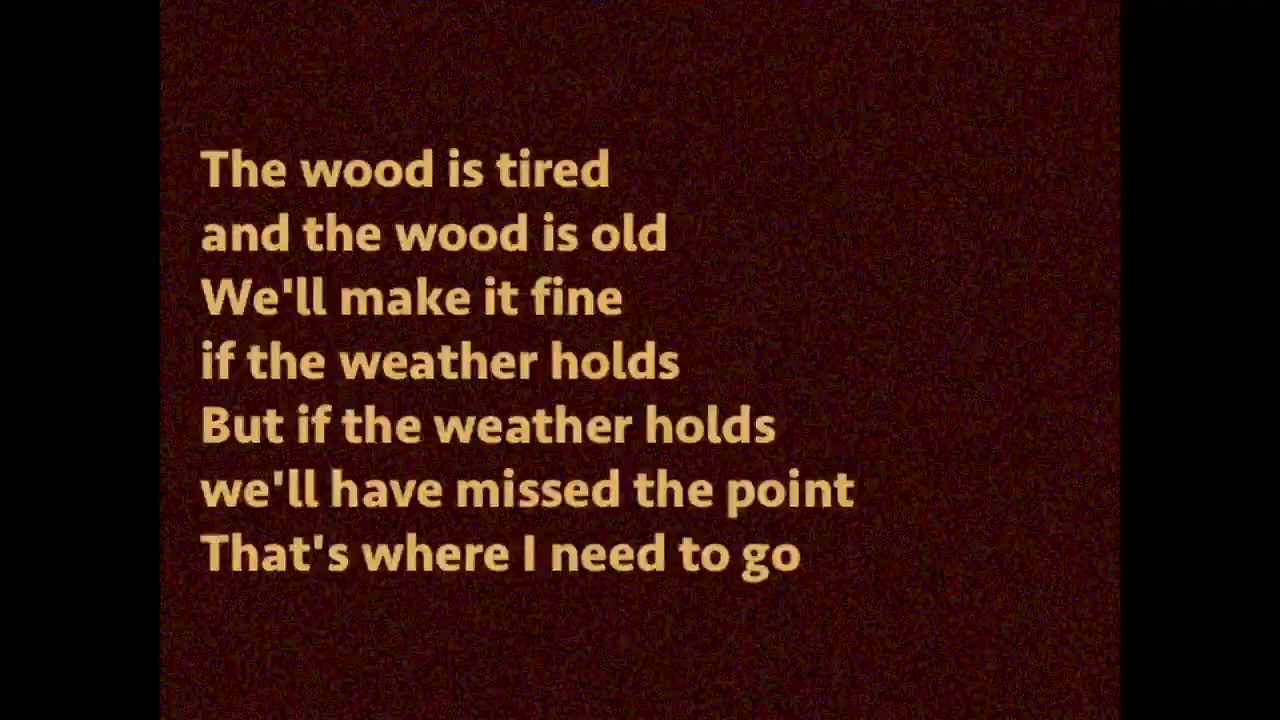 The wood is tired
and the wood is old
We'll make it fine
if the weather holds
But if the weather holds
we'll have missed the point
That's where I need to go